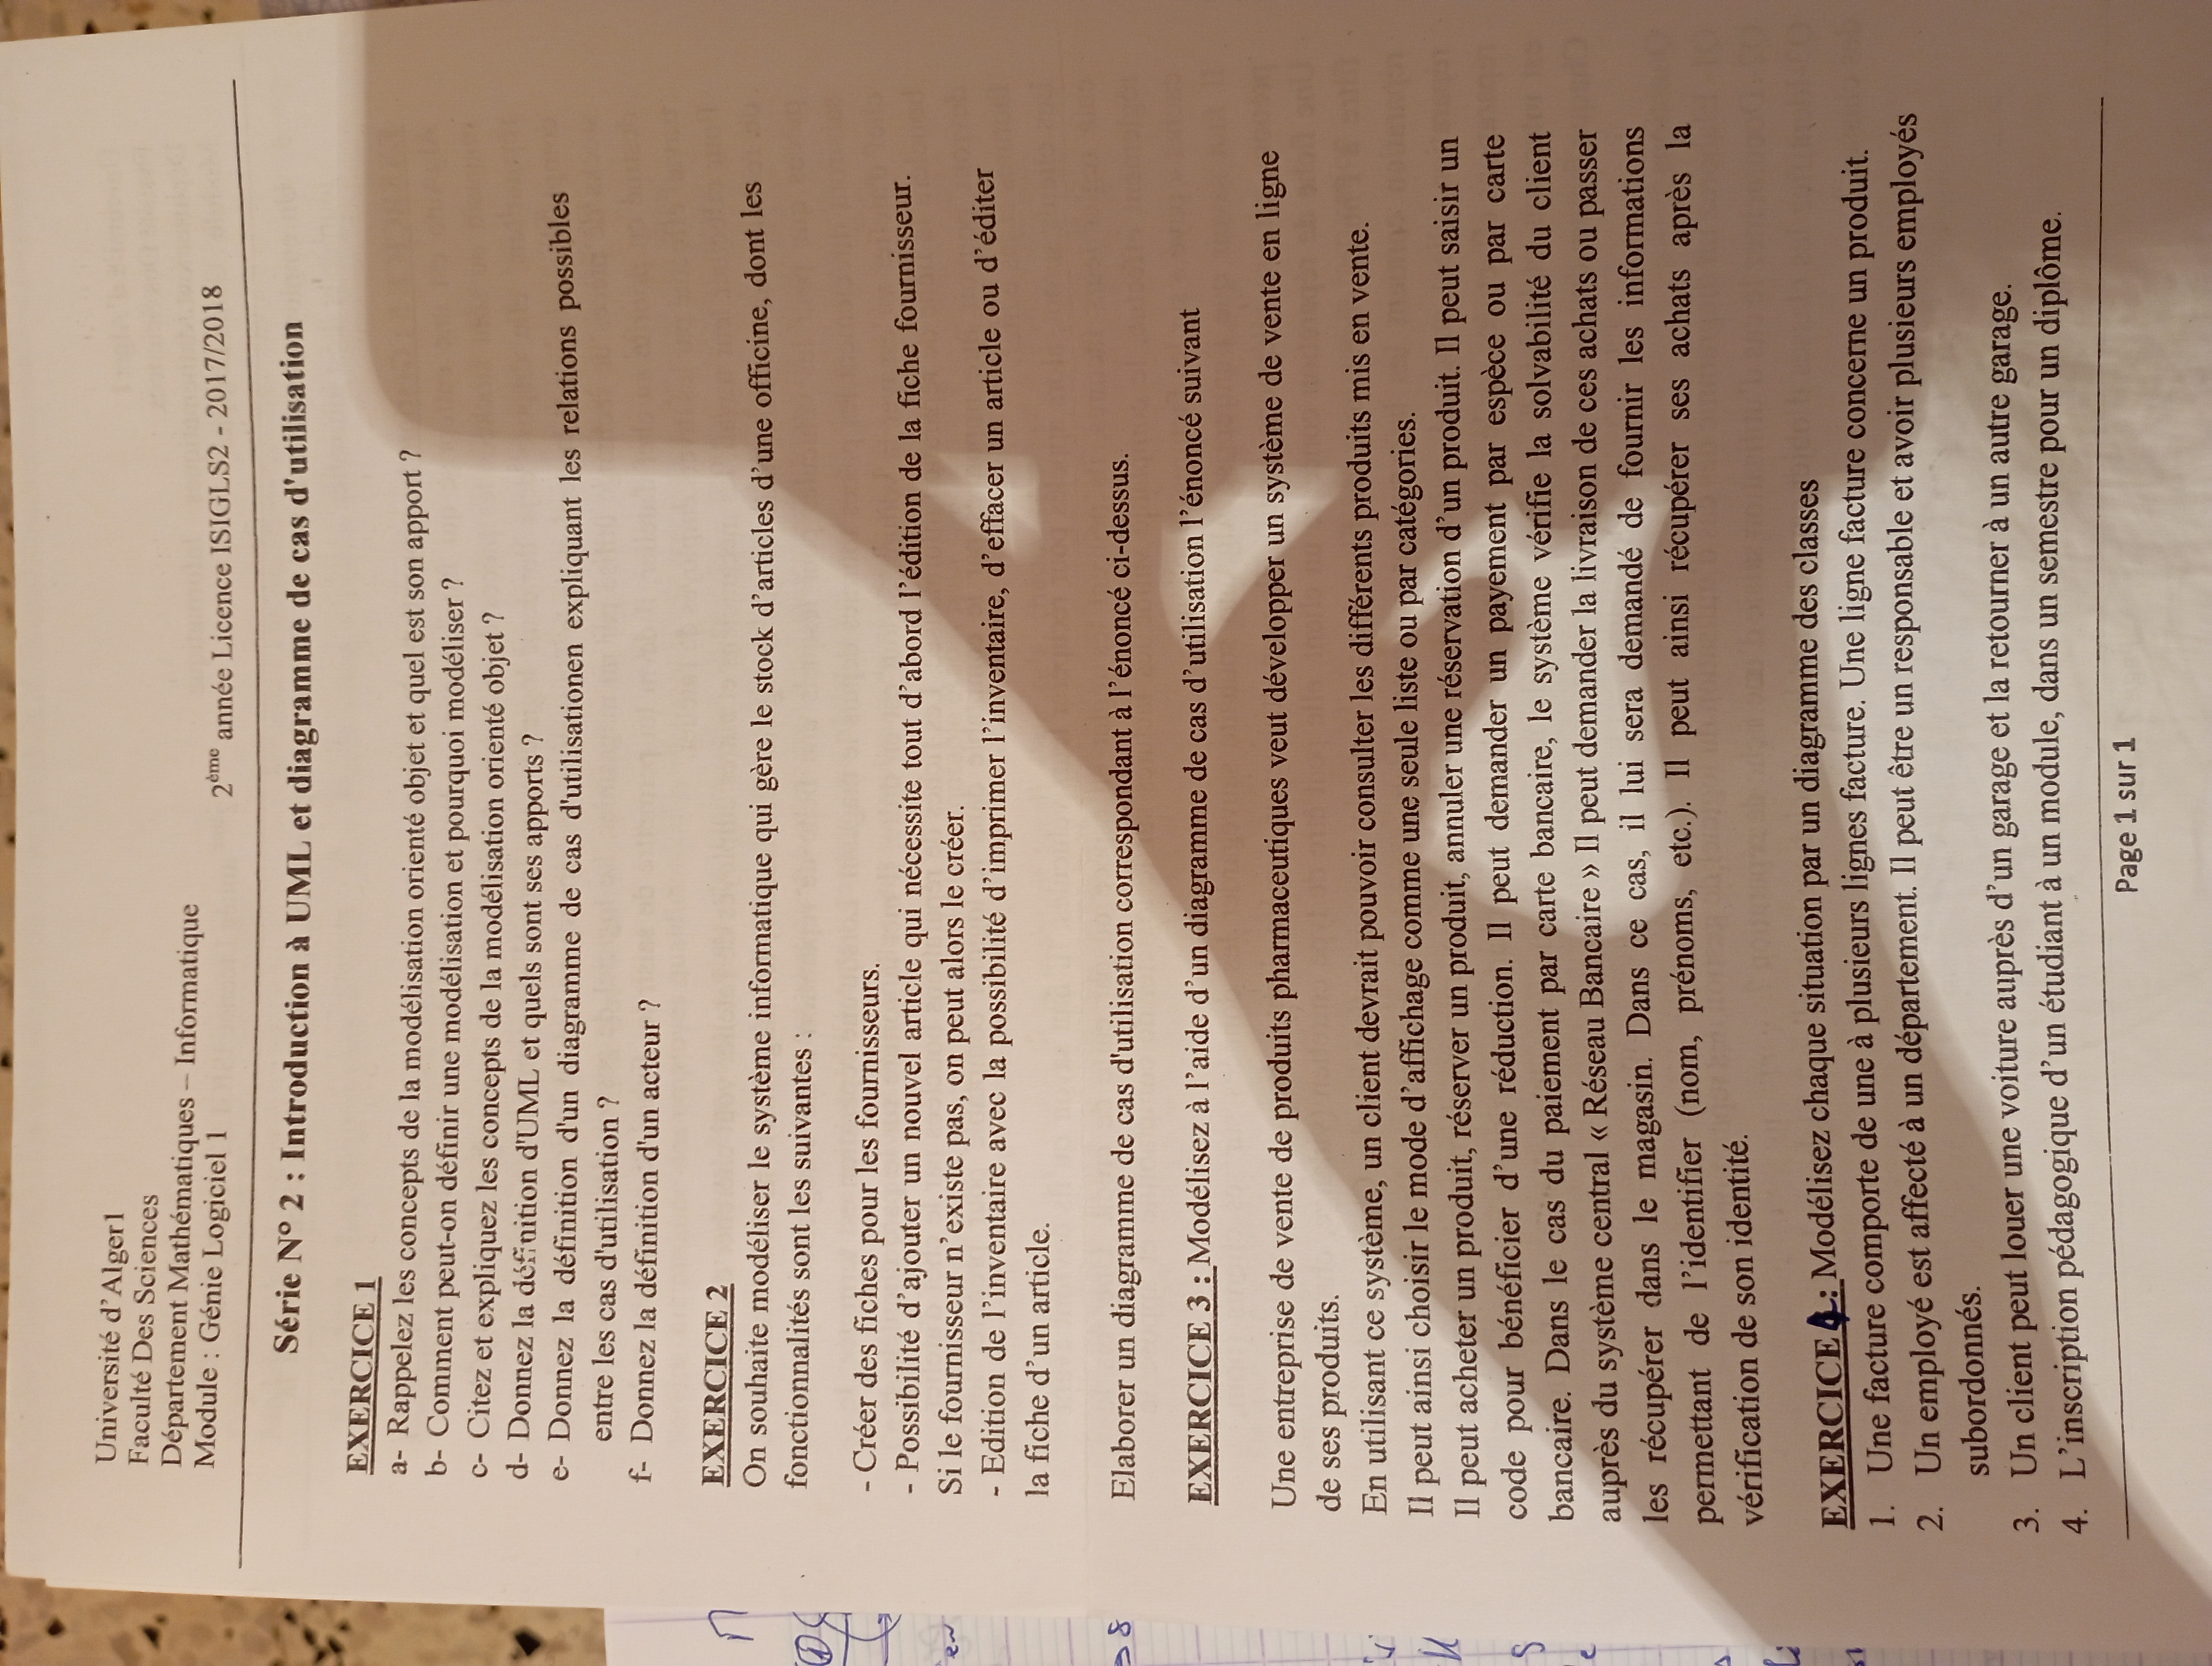 Université d'Alger1
Faculté Des Sciences
Département Mathématiques – Informatique
Module : Génie Logiciel 1 2ème année Licence ISIGLS2 - 2017/2018
Série N° 2 : Introduction à UML et diagramme de cas d'utilisation
EXERCICE 1
a- Rappelez les concepts de la modélisation orienté objet et quel est son apport ?
b- Comment peut-on définir une modélisation et pourquoi modéliser ?
c- Citez et expliquez les concepts de la modélisation orienté objet ?
d- Donnez la définition d'UML et quels sont ses apports ?
e- Donnez la définition d'un diagramme de cas d'utilisationen expliquant les relations possibles
entre les cas d'utilisation ?
f- Donnez la définition d'un acteur ?
EXERCICE 2
On souhaite modéliser le système informatique qui gère le stock d'articles d'une officine, dont les
fonctionnalités sont les suivantes :
- Créer des fiches pour les fournisseurs.
- Possibilité d'ajouter un nouvel article qui nécessite tout d'abord l'édition de la fiche fournisseur.
Si le fournisseur n'existe pas, on peut alors le créer.
- Edition de l'inventaire avec la possibilité d'imprimer l'inventaire, d'effacer un article ou d'éditer
la fiche d'un article.
Elaborer un diagramme de cas d'utilisation correspondant à l'énoncé ci-dessus.
EXERCICE 3 : Modélisez à l'aide d'un diagramme de cas d'utilisation l'énoncé suivant
Une entreprise de vente de produits pharmaceutiques veut développer un système de vente en ligne
de ses produits.
En utilisant ce système, un client devrait pouvoir consulter les différents produits mis en vente.
Il peut ainsi choisir le mode d'affichage comme une seule liste ou par catégories.
Il peut acheter un produit, réserver un produit, annuler une réservation d'un produit. Il peut saisir un
code pour bénéficier d'une réduction. Il peut demander un payement par espèce ou par carte
bancaire. Dans le cas du paiement par carte bancaire, le système vérifie la solvabilité du client
auprès du système central « Réseau Bancaire » Il peut demander la livraison de ces achats ou passer
les récupérer dans le magasin. Dans ce cas, il lui sera demandé de fournir les informations
permettant de l'identifier (nom, prénoms, etc.). Il peut ainsi récupérer ses achats après la
vérification de son identité.
EXERCICE 4 : Modélisez chaque situation par un diagramme des classes
1. Une facture comporte de une à plusieurs lignes facture. Une ligne facture concerne un produit.
2. Un employé est affecté à un département. Il peut être un responsable et avoir plusieurs employés
subordonnés.
3. Un client peut louer une voiture auprès d'un garage et la retourner à un autre garage.
4. L'inscription pédagogique d'un étudiant à un module, dans un semestre pour un diplôme.
Page 1 sur 1